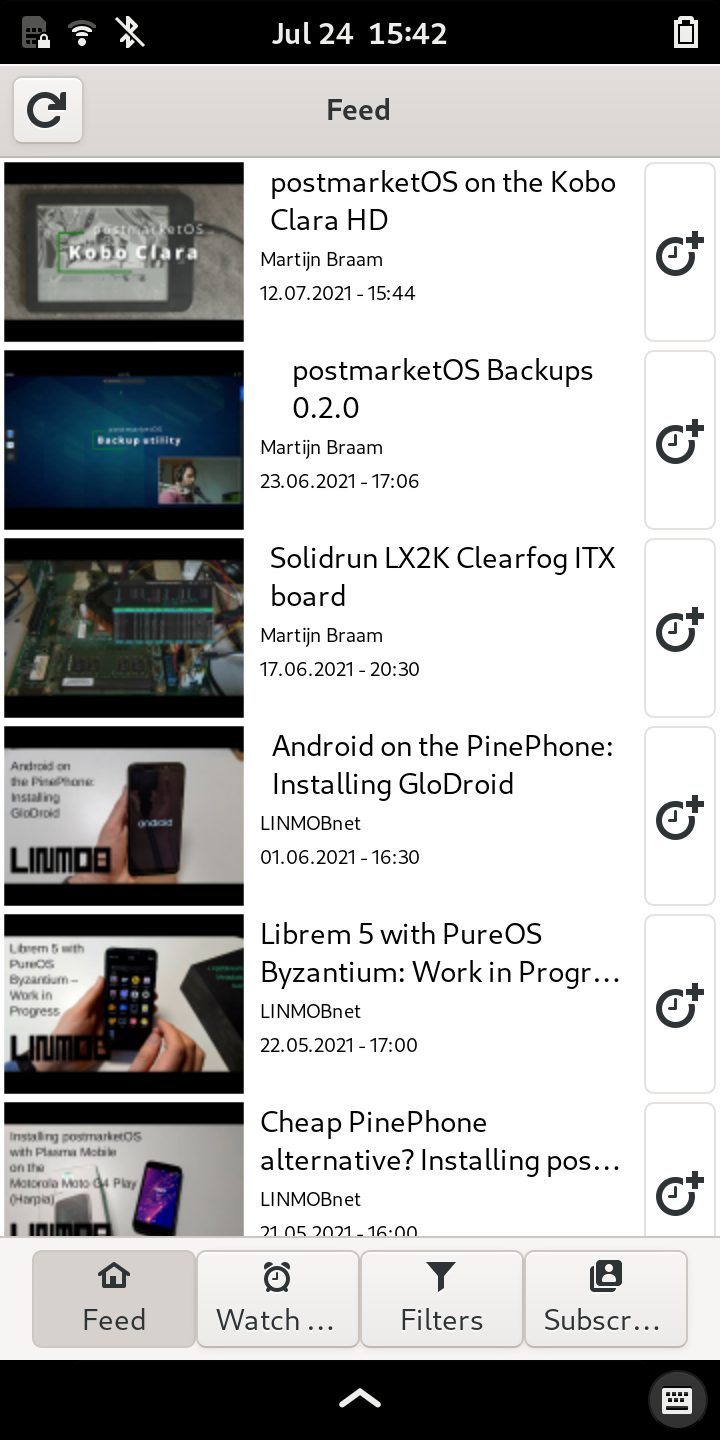 Jul 24 15:42
Feed
postmarketOS
Kobo Clara
postmarketOS on the Kobo
Clara HD
Martijn Braam
12.07.2021 - 15:44
postmarketOS
Backup utility
postmarketOS Backups
0.2.0
Martijn Braam
23.06.2021 - 17:06
Solidrun LX2K Clearfog ITX
board
Martijn Braam
17.06.2021 - 20:30
Android on
the PinePhone:
Installing
GloDroid
android
LINMOB
Android on the PinePhone:
Installing GloDroid
LINMOBnet
01.06.2021 - 16:30
Librem 5 with
PureOS
Byzantium –
Work in
Progress
LINMOB
Librem 5 with PureOS
Byzantium: Work in Progr…
LINMOBnet
22.05.2021 - 17:00
Installing postmarketOS
with Plasma Mobile
on the
Motorola Moto G4 Play
(Harpia)
LINMOB
Cheap PinePhone
alternative? Installing pos…
LINMOBnet
21.05.2021 - 16:00
Feed
Watch …
Filters
Subscr…